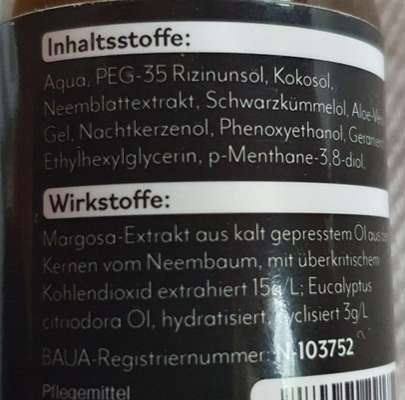 Inhaltsstoffe:
Aqua, PEG-35 Rizinunsöl, Kokosöl,
Neemblattextrakt, Schwarzkümmelöl, Aloe-Ve
Gel, Nachtkerzenöl, Phenoxyethanol, Geranien
Ethylhexylglycerin, p-Menthane-3,8-diol.
Wirkstoffe:
Margosa-Extrakt aus kalt gepresstem Öl aus
Kernen vom Neembaum, mit überkritischem
Kohlendioxid extrahiert 15g/L; Eucalyptus
citriodora Öl, hydratisiert, cyclisiert 3g/L
BAUA-Registriernummer: N-103752
Pflegemittel